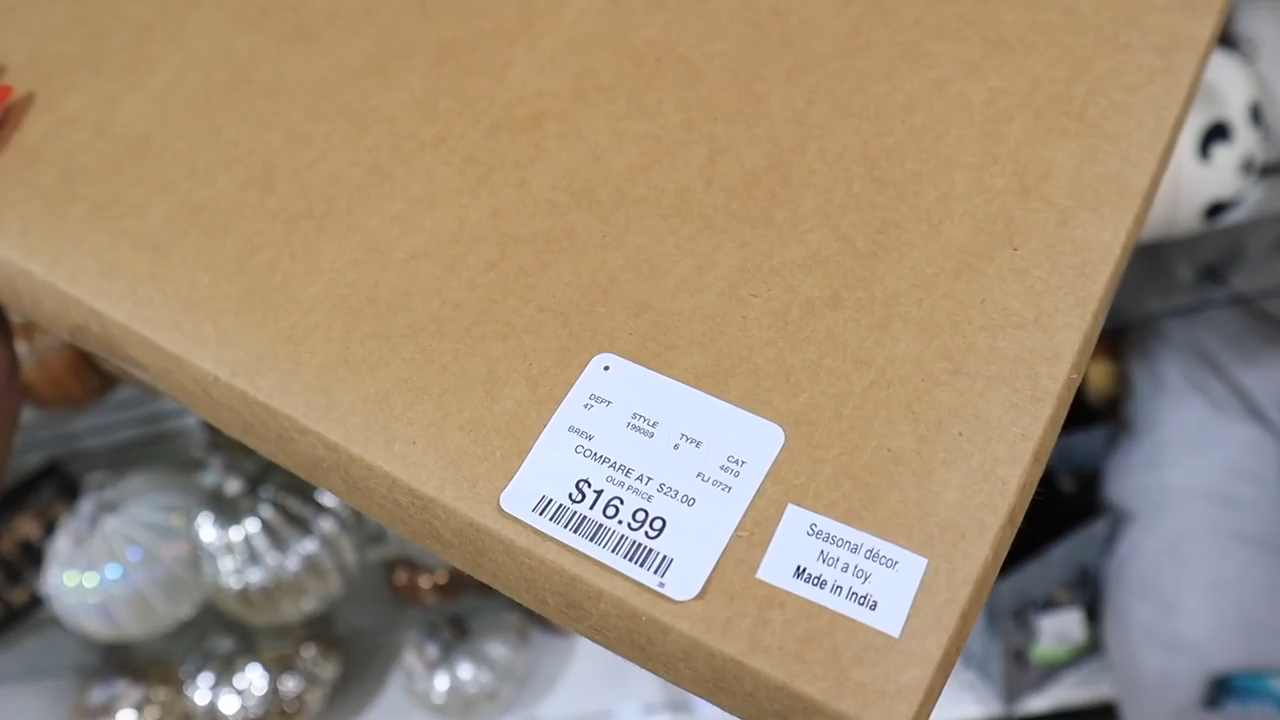 DEPT STYLE TYPE CAT
47 199089 6 4610
BREW FLI 0721
COMPARE AT $23.00
OUR PRICE
$16.99
Seasonal décor.
Not a toy.
Made in India